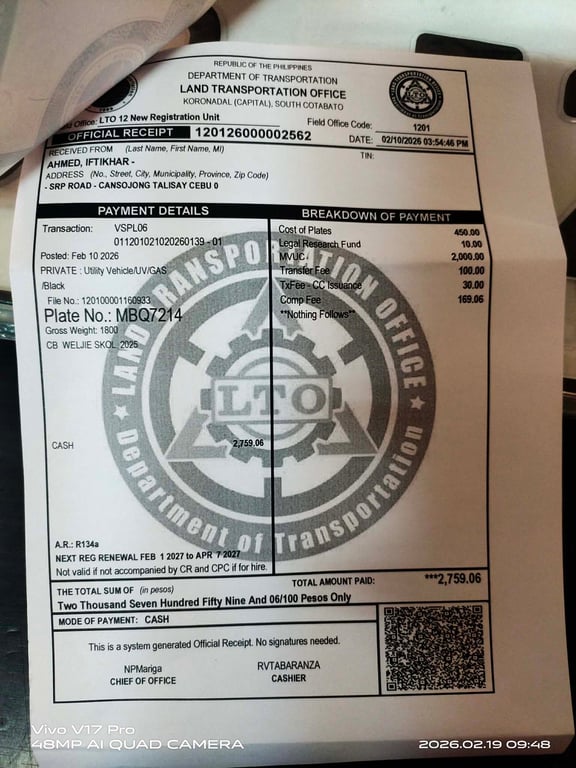 REPUBLIC OF THE PHILIPPINES
DEPARTMENT OF TRANSPORTATION
LAND TRANSPORTATION OFFICE
KORONADAL (CAPITAL), SOUTH COTABATO
Office: LTO 12 New Registration Unit
Field Office Code: 1201
OFFICIAL RECEIPT 120126000002562
DATE: 02/10/2026 03:54:46 PM
RECEIVED FROM (Last Name, First Name, MI)
TIN:
AHMED, IFTIKHAR -
ADDRESS (No., Street, City, Municipality, Province, Zip Code)
- SRP ROAD - CANSOJONG TALISAY CEBU 0
PAYMENT DETAILS
Transaction: VSPL06
011201021020260139 - 01
Posted: Feb 10 2026
PRIVATE : Utility Vehicle/UV/GAS
/Black
File No.: 120100001160933
Plate No.: MBQ7214
Gross Weight: 1800
CB WELJIE SKOL 2025
CASH 2,759.06
A.R.: R134a
NEXT REG RENEWAL FEB 1 2027 to APR 7 2027
Not valid if not accompanied by CR and CPC if for hire.
BREAKDOWN OF PAYMENT
Cost of Plates 450.00
Legal Research Fund 10.00
MVUC 2,000.00
Transfer Fee 100.00
TxFee - CC Issuance 30.00
Comp Fee 169.06
**Nothing Follows**
LAND TRANSPORTATION OFFICE
LTO
Department of Transportation
TOTAL AMOUNT PAID: ***2,759.06
THE TOTAL SUM OF (in pesos)
Two Thousand Seven Hundred Fifty Nine And 06/100 Pesos Only
MODE OF PAYMENT: CASH
This is a system generated Official Receipt. No signatures needed.
NPMariga
CHIEF OF OFFICE
RVTABARANZA
CASHIER
Vivo V17 Pro
48MP AI QUAD CAMERA
2026.02.19 09:48